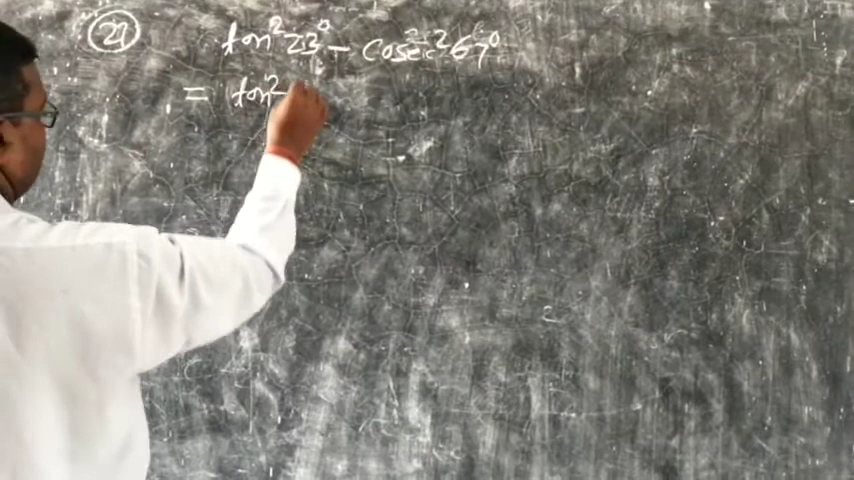 (21) tan²23° - cosec²67°
= tan²